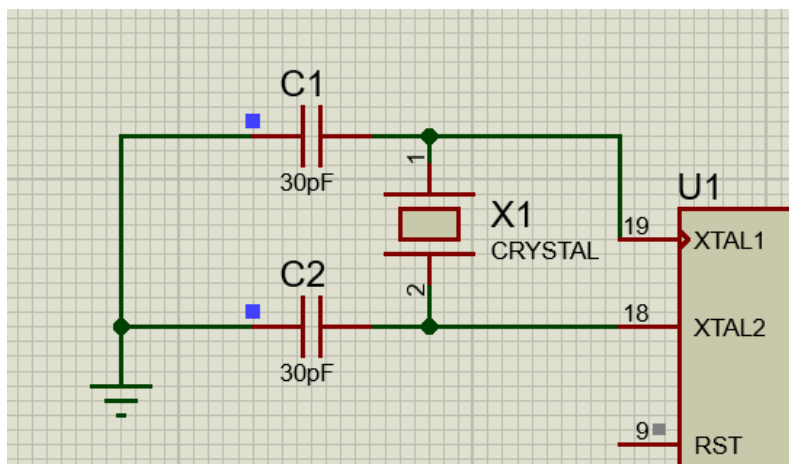 C1
30pF
1
X1
CRYSTAL
2
C2
30pF
U1
19
XTAL1
18
XTAL2
9
RST